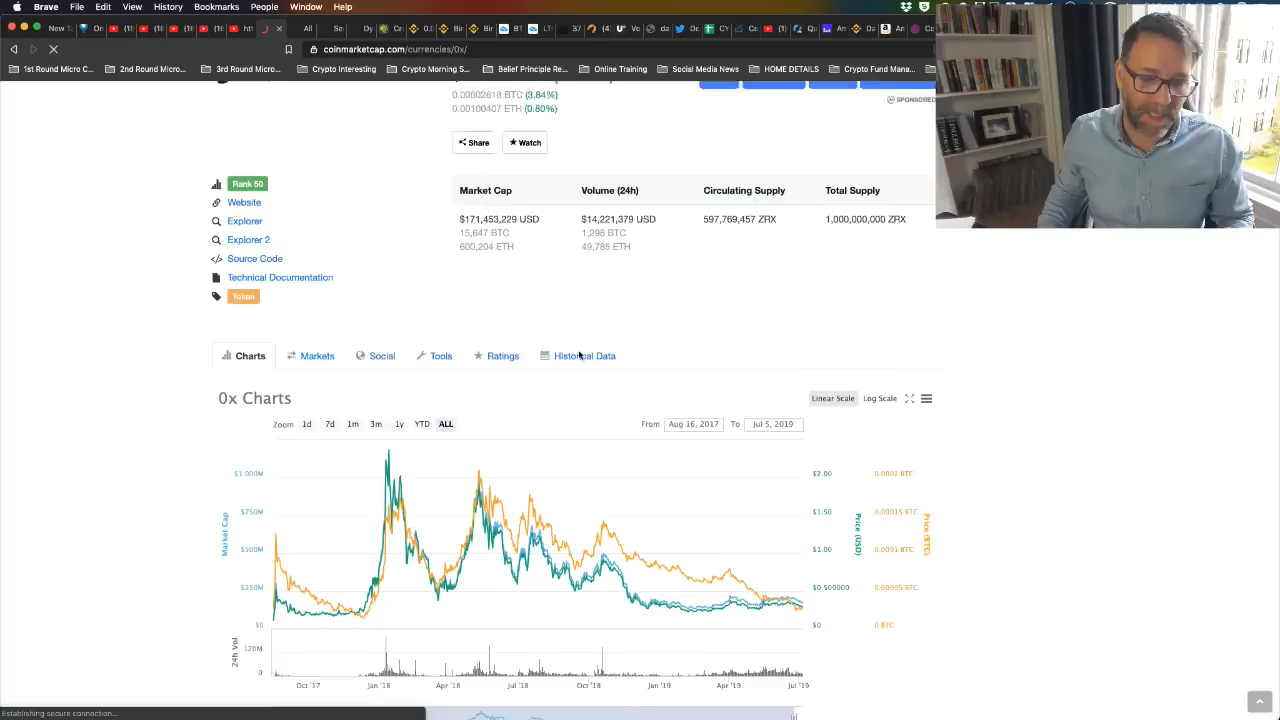 Brave File Edit View History Bookmarks People Window Help
coinmarketcap.com/currencies/0x/
1st Round Micro C... 2nd Round Micro... 3rd Round Micro... Crypto Interesting Crypto Morning S... Belief Principle Re... Online Training Social Media News HOME DETAILS Crypto Fund Mana...
0.00002618 BTC (3.84%)
0.00100407 ETH (0.80%)
SPONSORED
Share Watch
Rank 50
Website
Explorer
Explorer 2
Source Code
Technical Documentation
Token
Market Cap Volume (24h) Circulating Supply Total Supply
$171,453,229 USD $14,221,379 USD 597,769,457 ZRX 1,000,000,000 ZRX
15,647 BTC 1,298 BTC
600,204 ETH 49,785 ETH
Charts Markets Social Tools Ratings Historical Data
0x Charts
Linear Scale Log Scale
Zoom 1d 7d 1m 3m 1y YTD ALL From Aug 16, 2017 To Jul 5, 2019
$1 000M $2.00 0.0002 BTC
$750M $1.50 0.00015 BTC
$500M $1.00 0.0001 BTC
$250M $0.500000 0.00005 BTC
$0 $0 0 BTC
Market Cap
Price (USD)
Price (BTC)
24h Vol
120M
0
Oct '17 Jan '18 Apr '18 Jul '18 Oct '18 Jan '19 Apr '19 Jul '19
Establishing secure connection...